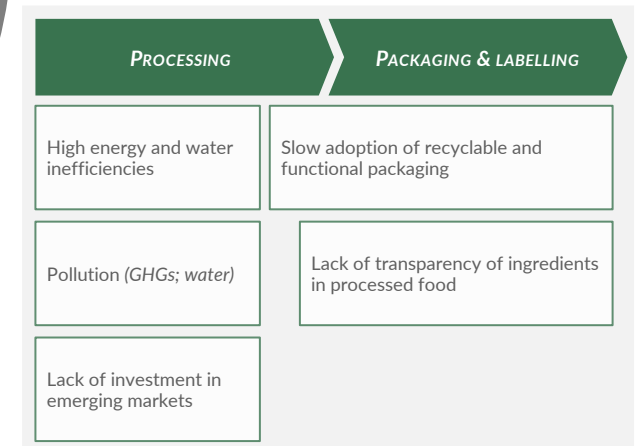 PROCESSING
PACKAGING & LABELLING
High energy and water
inefficiencies
Slow adoption of recyclable and
functional packaging
Pollution (GHGs; water)
Lack of transparency of ingredients
in processed food
Lack of investment in
emerging markets